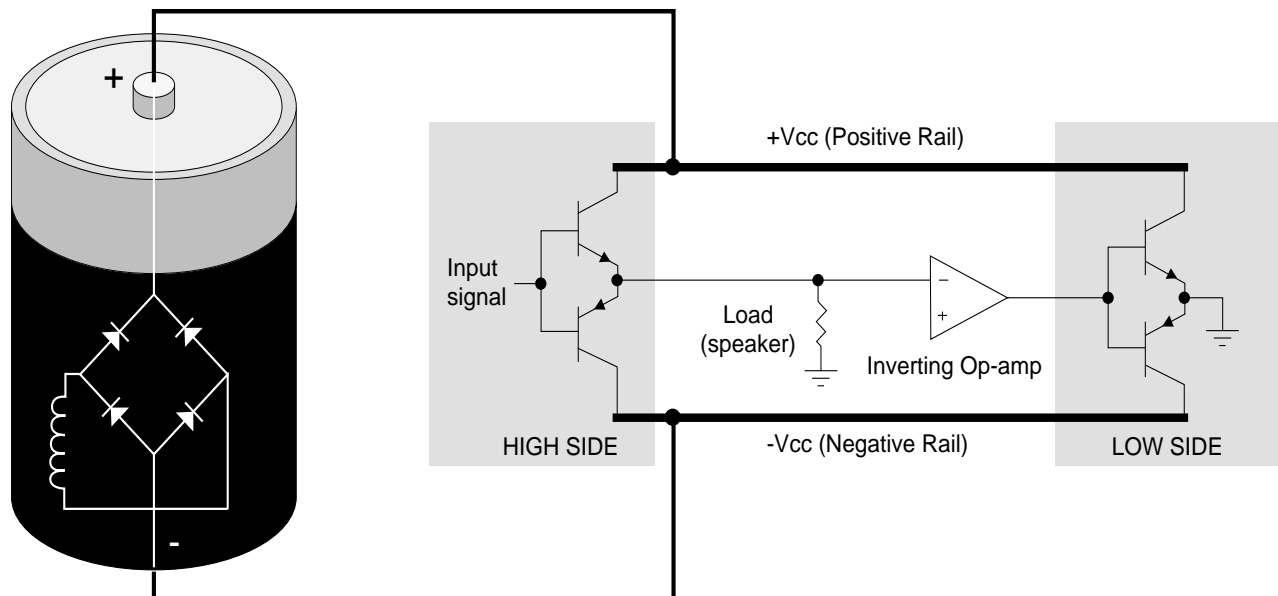 +
+Vcc (Positive Rail)
Input
signal
Load
(speaker)
−
+
Inverting Op-amp
HIGH SIDE
-Vcc (Negative Rail)
LOW SIDE
-